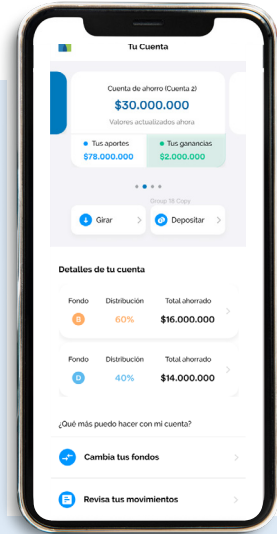 Tu Cuenta
Cuenta de ahorro (Cuenta 2)
$30.000.000
Valores actualizados ahora
Tus aportes
$78.000.000
Tus ganancias
$2.000.000
Group 18 Copy
Girar
Depositar
Detalles de tu cuenta
Fondo Distribución Total ahorrado
B 60% $16.000.000
Fondo Distribución Total ahorrado
D 40% $14.000.000
¿Qué más puedo hacer con mi cuenta?
Cambia tus fondos
Revisa tus movimientos